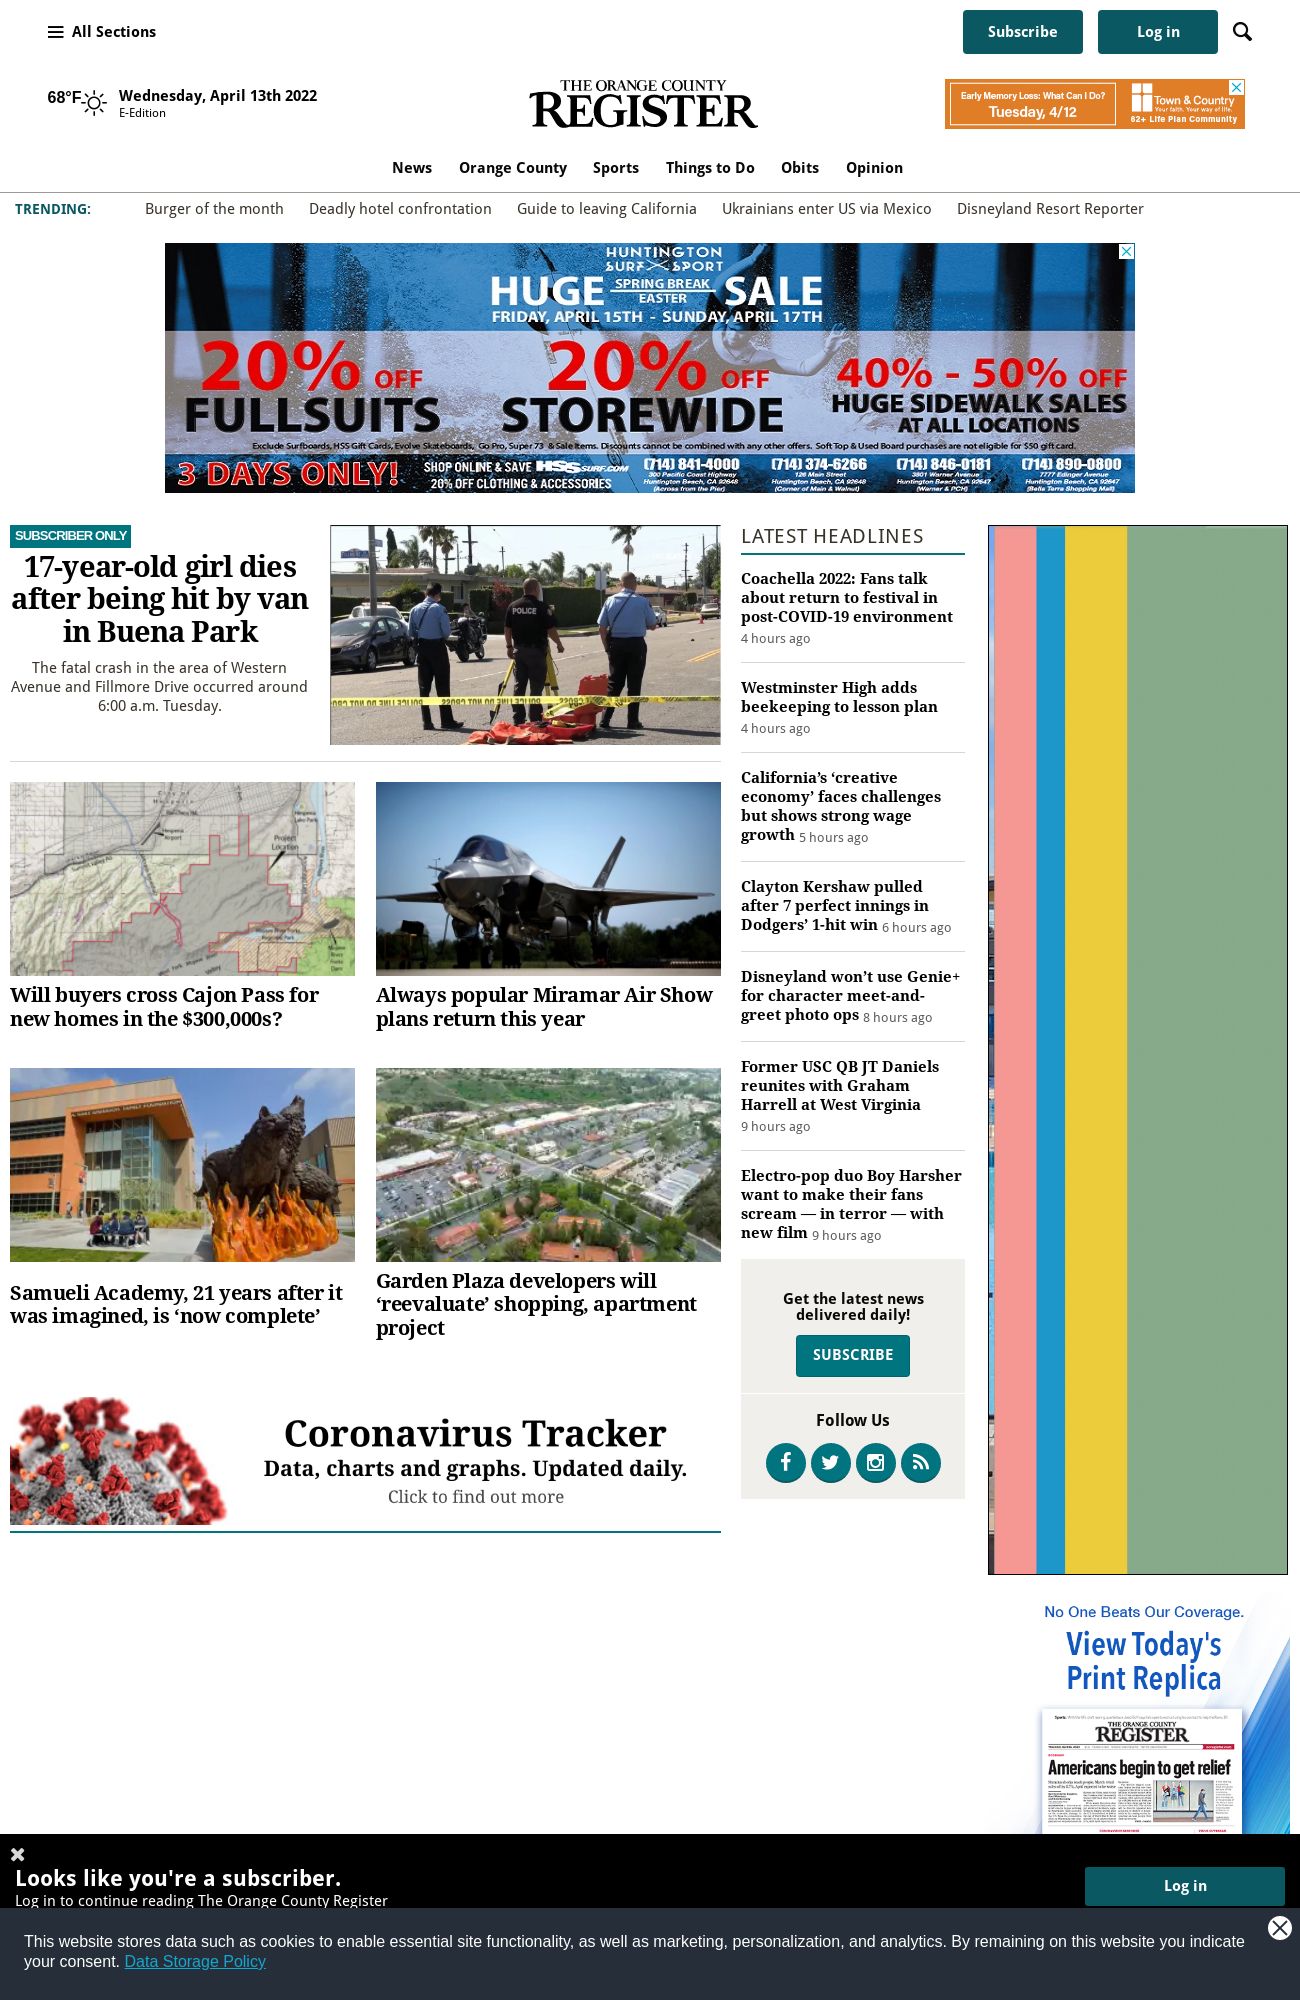 All Sections
Subscribe
Log in
68°F
Wednesday, April 13th 2022
E-Edition
THE ORANGE COUNTY
REGISTER
Early Memory Loss: What Can I Do?
Tuesday, 4/12
Town & Country
Your faith. Your way of life.
62+ Life Plan Community
News
Orange County
Sports
Things to Do
Obits
Opinion
TRENDING:
Burger of the month
Deadly hotel confrontation
Guide to leaving California
Ukrainians enter US via Mexico
Disneyland Resort Reporter
HUNTINGTON
SURF SPORT
HUGE SPRING BREAK EASTER SALE
FRIDAY, APRIL 15TH - SUNDAY, APRIL 17TH
20% OFF
FULLSUITS
20% OFF
STOREWIDE
40% - 50% OFF
HUGE SIDEWALK SALES
AT ALL LOCATIONS
Exclude Surfboards, HSS Gift Cards, Evolve Skateboards, Go Pro, Super 73 & Sale Items. Discounts cannot be combined with any other offers. Soft Top & Used Board purchases are not eligible for $50 gift card.
3 DAYS ONLY!
SHOP ONLINE & SAVE HSSSURF.COM
20% OFF CLOTHING & ACCESSORIES
(714) 841-4000
300 Pacific Coast Highway
Huntington Beach, CA 92648
(Across from the Pier)
(714) 374-6266
126 Main Street
Huntington Beach, CA 92648
(Corner of Main & Walnut)
(714) 846-0181
3801 Warner Avenue
Huntington Beach, CA 92647
(Warner & PCH)
(714) 890-0800
7777 Edinger Avenue
Huntington Beach, CA 92647
(Bella Terra Shopping Mall)
SUBSCRIBER ONLY
17-year-old girl dies
after being hit by van
in Buena Park
The fatal crash in the area of Western
Avenue and Fillmore Drive occurred around
6:00 a.m. Tuesday.
POLICE
POLICE LINE DO NOT CROSS
City of
Hesperia
Hesperia
Airport
Project
Location
Hesperia
Lake Park
Will buyers cross Cajon Pass for
new homes in the $300,000s?
Always popular Miramar Air Show
plans return this year
Samueli Academy, 21 years after it
was imagined, is ‘now complete’
Garden Plaza developers will
‘reevaluate’ shopping, apartment
project
Coronavirus Tracker
Data, charts and graphs. Updated daily.
Click to find out more
LATEST HEADLINES
Coachella 2022: Fans talk
about return to festival in
post-COVID-19 environment
4 hours ago
Westminster High adds
beekeeping to lesson plan
4 hours ago
California’s ‘creative
economy’ faces challenges
but shows strong wage
growth 5 hours ago
Clayton Kershaw pulled
after 7 perfect innings in
Dodgers’ 1-hit win 6 hours ago
Disneyland won’t use Genie+
for character meet-and-
greet photo ops 8 hours ago
Former USC QB JT Daniels
reunites with Graham
Harrell at West Virginia
9 hours ago
Electro-pop duo Boy Harsher
want to make their fans
scream — in terror — with
new film 9 hours ago
Get the latest news
delivered daily!
SUBSCRIBE
Follow Us
No One Beats Our Coverage.
View Today's
Print Replica
THE ORANGE COUNTY
REGISTER
Americans begin to get relief
Looks like you're a subscriber.
Log in to continue reading The Orange County Register
Log in
This website stores data such as cookies to enable essential site functionality, as well as marketing, personalization, and analytics. By remaining on this website you indicate
your consent. Data Storage Policy